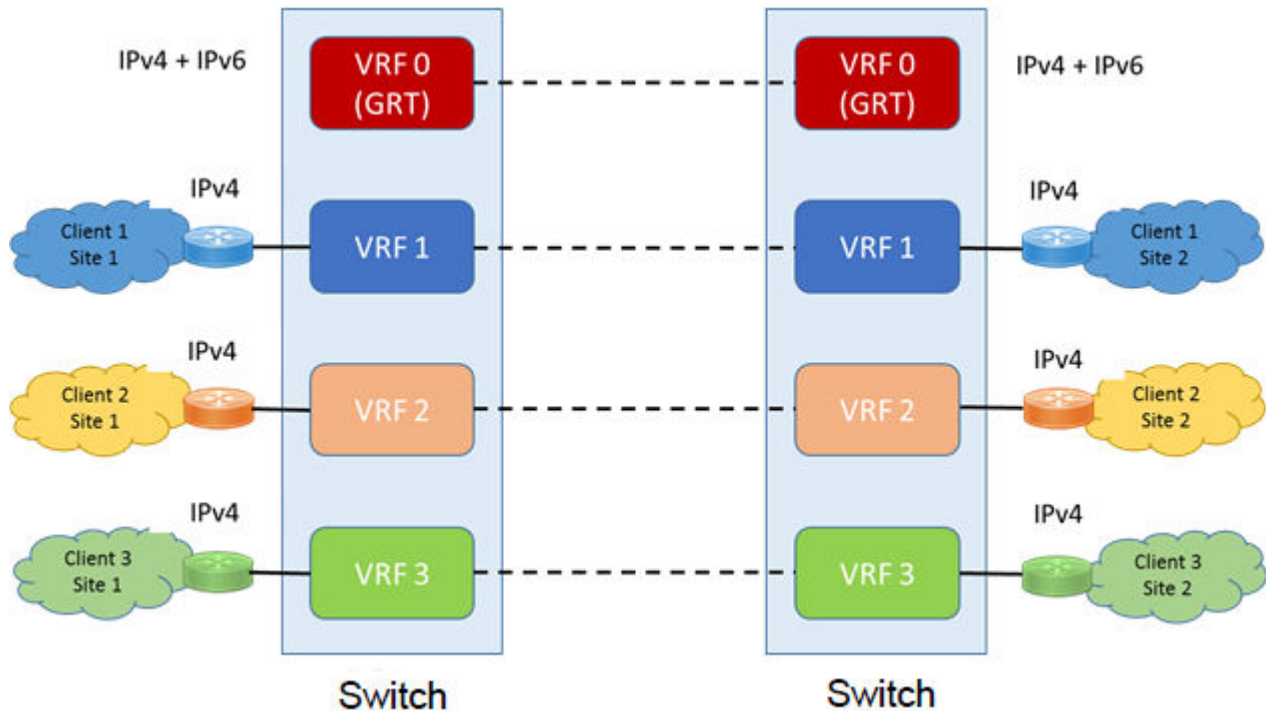 IPv4 + IPv6
VRF 0
(GRT)
VRF 0
(GRT)
IPv4 + IPv6
IPv4
Client 1
Site 1
VRF 1
VRF 1
IPv4
Client 1
Site 2
IPv4
Client 2
Site 1
VRF 2
VRF 2
IPv4
Client 2
Site 2
IPv4
Client 3
Site 1
VRF 3
VRF 3
IPv4
Client 3
Site 2
Switch
Switch